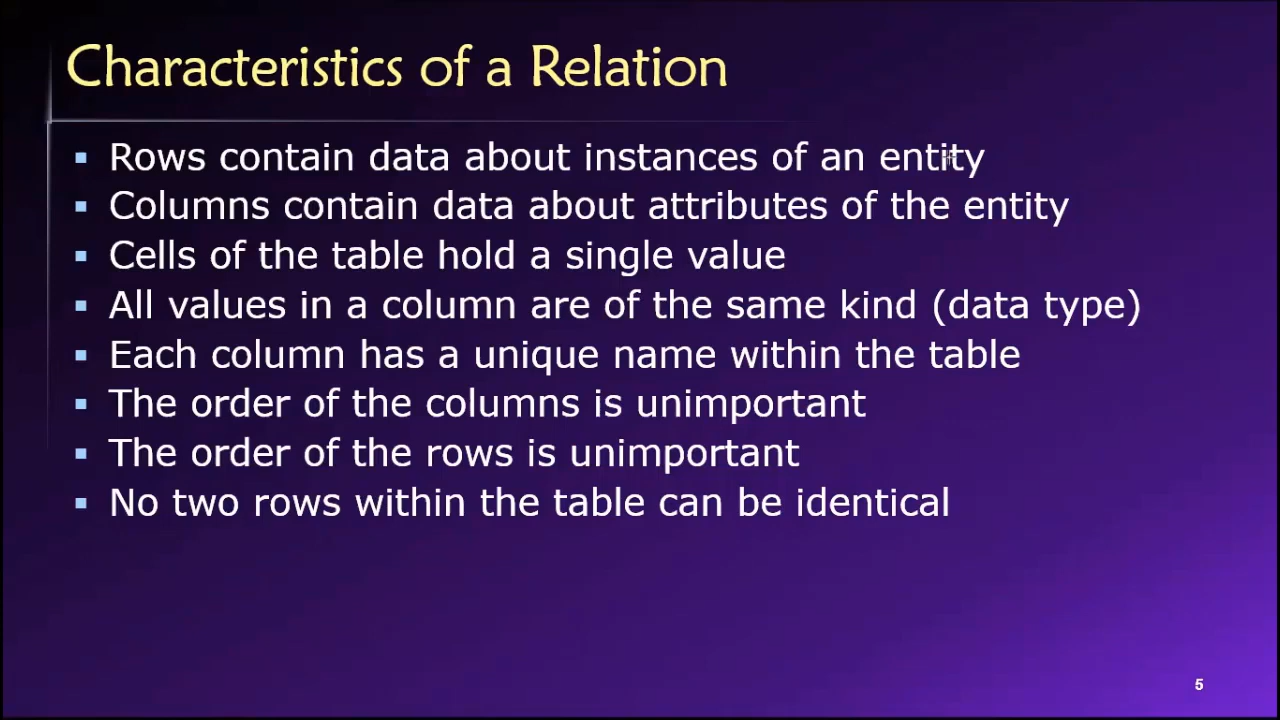 Characteristics of a Relation
▪ Rows contain data about instances of an entity
▪ Columns contain data about attributes of the entity
▪ Cells of the table hold a single value
▪ All values in a column are of the same kind (data type)
▪ Each column has a unique name within the table
▪ The order of the columns is unimportant
▪ The order of the rows is unimportant
▪ No two rows within the table can be identical
5